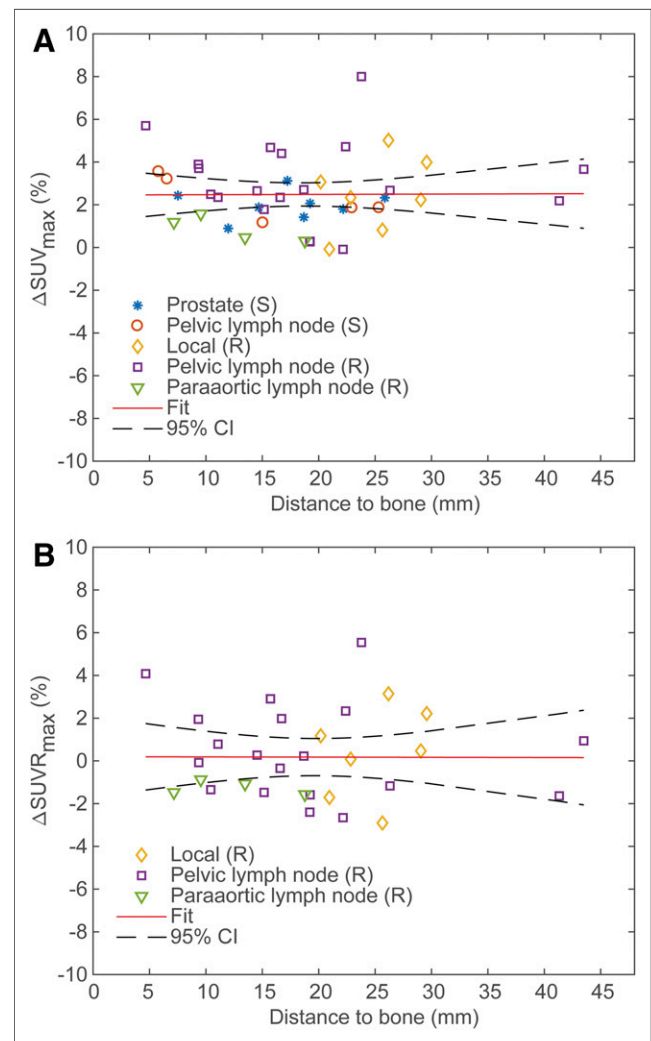 A
10
8
6
4
2
0
-2
-4
-6
-8
-10
ΔSUVmax (%)
Prostate (S)
Pelvic lymph node (S)
Local (R)
Pelvic lymph node (R)
Paraaortic lymph node (R)
Fit
95% CI
0 5 10 15 20 25 30 35 40 45
Distance to bone (mm)
B
10
8
6
4
2
0
-2
-4
-6
-8
-10
ΔSUVRmax (%)
Local (R)
Pelvic lymph node (R)
Paraaortic lymph node (R)
Fit
95% CI
0 5 10 15 20 25 30 35 40 45
Distance to bone (mm)